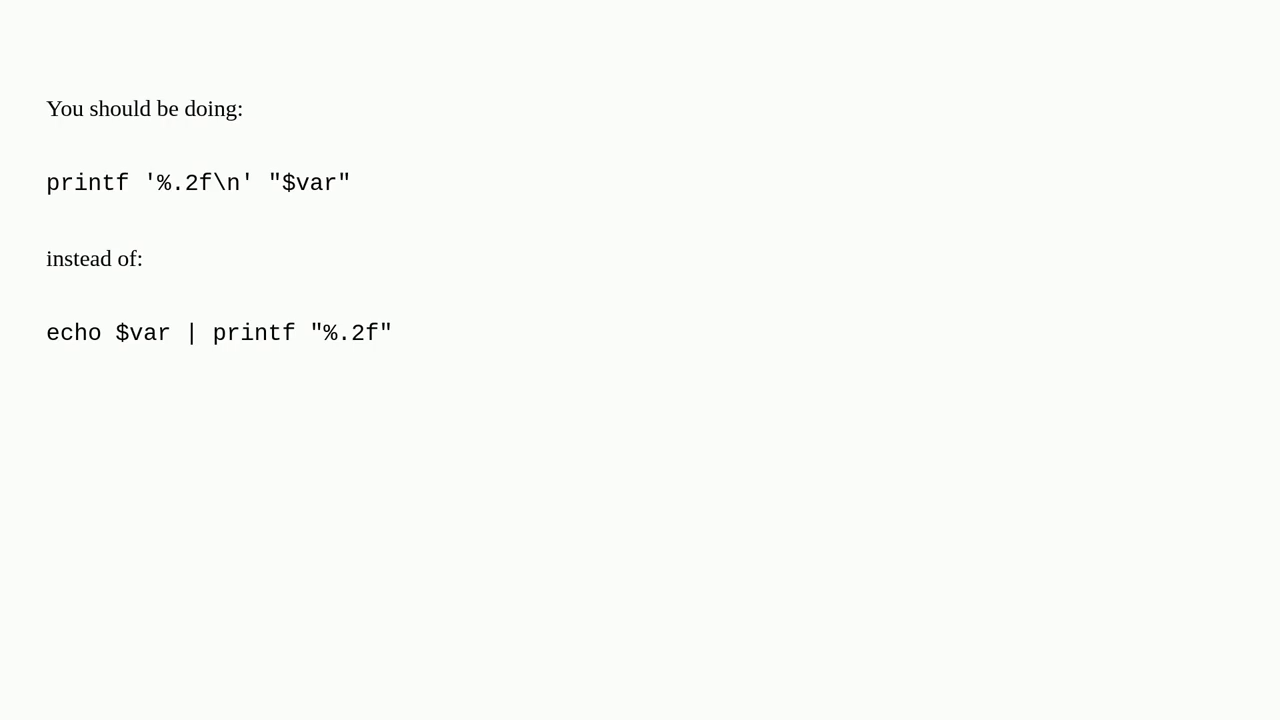 You should be doing:
printf '%.2f\n' "$var"
instead of:
echo $var | printf "%.2f"